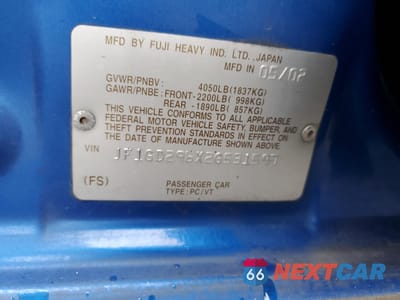 MFD BY FUJI HEAVY IND. LTD., JAPAN
MFD IN 05/02
GVWR/PNBV: 4050LB(1837KG)
GAWR/PNBE: FRONT-2200LB( 998KG)
REAR -1890LB( 857KG)
THIS VEHICLE CONFORMS TO ALL APPLICABLE
FEDERAL MOTOR VEHICLE SAFETY, BUMPER, AND
THEFT PREVENTION STANDARDS IN EFFECT ON
THE DATE OF MANUFACTURE SHOWN ABOVE.
VIN
(FS)
PASSENGER CAR
TYPE: PC/VT
66 NEXTCAR